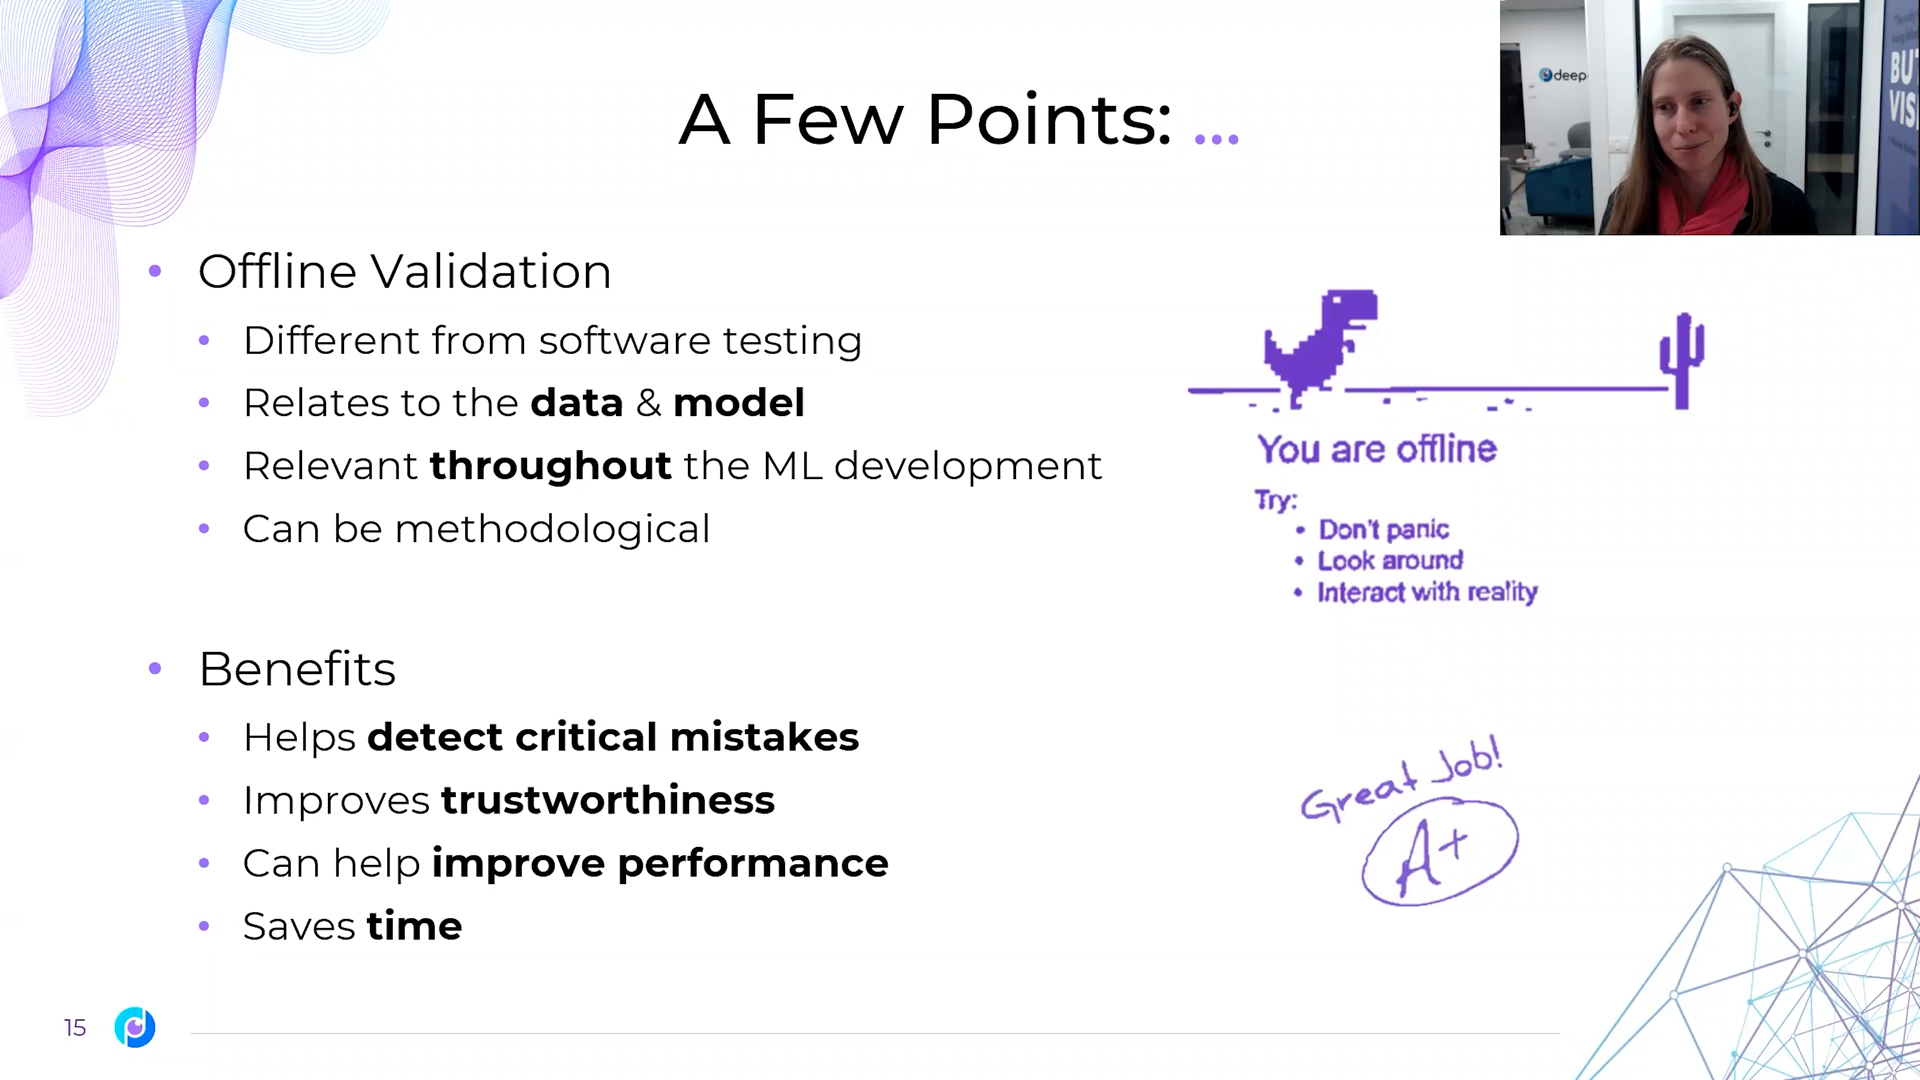 A Few Points: ...
deep
BUT
VIS
• Offline Validation
• Different from software testing
• Relates to the data & model
• Relevant throughout the ML development
• Can be methodological
You are offline
Try:
• Don't panic
• Look around
• Interact with reality
• Benefits
• Helps detect critical mistakes
• Improves trustworthiness
• Can help improve performance
• Saves time
Great Job!
A+
15